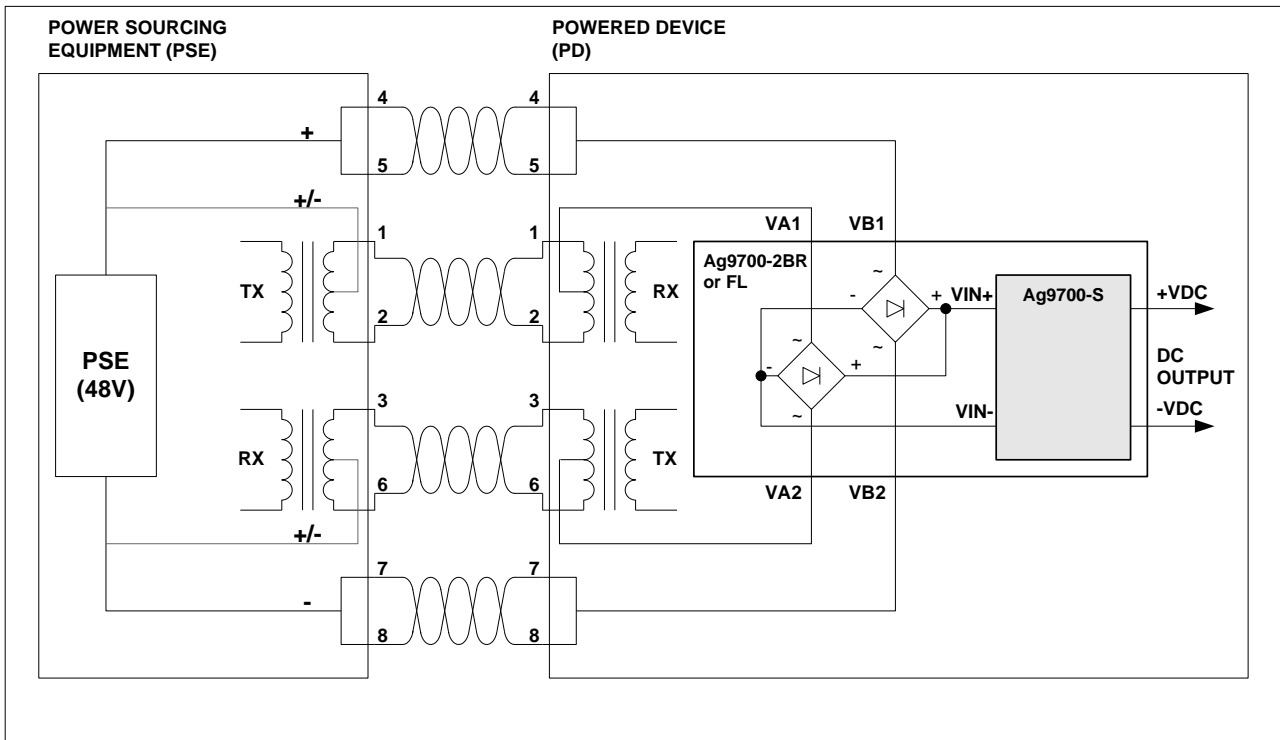 POWER SOURCING
EQUIPMENT (PSE)
POWERED DEVICE
(PD)
4
4
+
5
5
+/-
VA1
VB1
1
1
Ag9700-2BR
or FL
~
-
+
VIN+
Ag9700-S
+VDC
TX
RX
2
2
~
~
PSE
(48V)
-
+
DC
OUTPUT
3
3
~
VIN-
-VDC
RX
TX
6
6
VA2
VB2
+/-
7
7
-
8
8